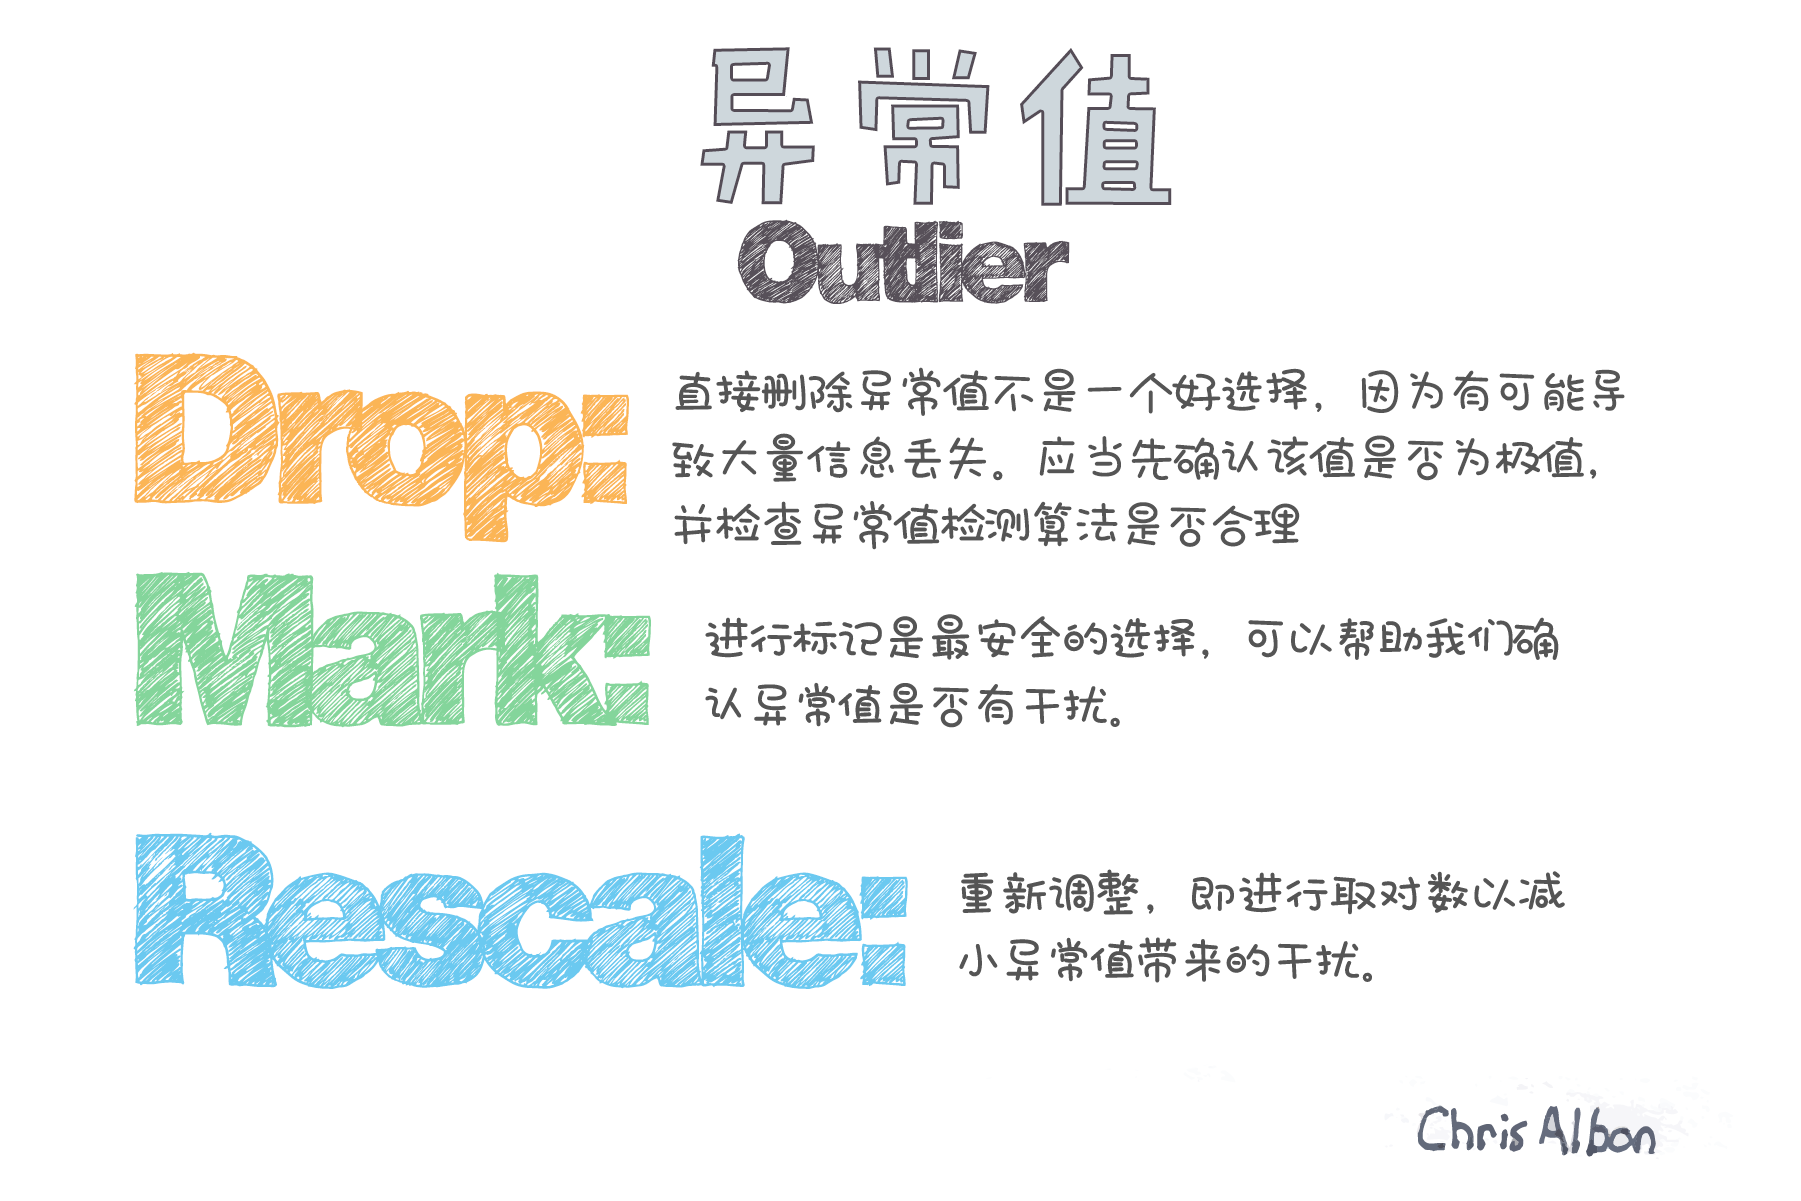 异常值
Outlier
Drop:
直接删除异常值不是一个好选择，因为有可能导
致大量信息丢失。应当先确认该值是否为极值，
并检查异常值检测算法是否合理
Mark:
进行标记是最安全的选择，可以帮助我们确
认异常值是否有干扰。
Rescale:
重新调整，即进行取对数以减
小异常值带来的干扰。
Chris Albon